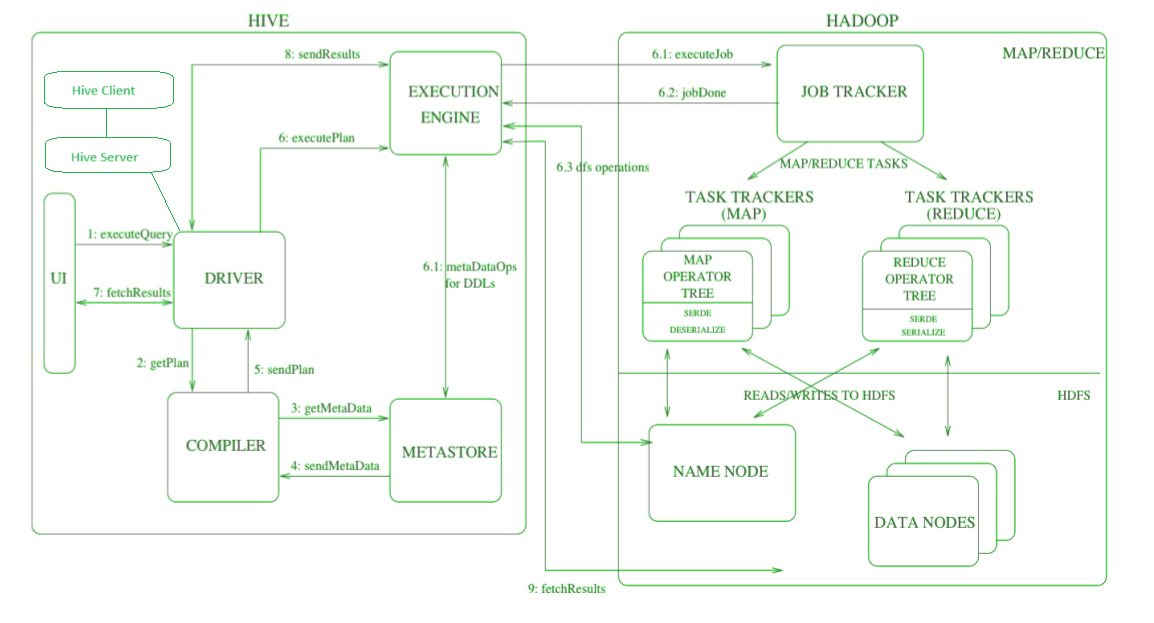 HIVE
HADOOP
8: sendResults
6.1: executeJob
MAP/REDUCE
Hive Client
EXECUTION
ENGINE
6.2: jobDone
JOB TRACKER
6: executePlan
Hive Server
6.3 dfs operations
MAP/REDUCE TASKS
TASK TRACKERS
(MAP)
TASK TRACKERS
(REDUCE)
1: executeQuery
UI
DRIVER
7: fetchResults
6.1: metaDataOps
for DDLs
MAP
OPERATOR
TREE
SERDE
DESERIALIZE
REDUCE
OPERATOR
TREE
SERDE
SERIALIZE
2: getPlan
5: sendPlan
READS/WRITES TO HDFS
HDFS
3: getMetaData
COMPILER
METASTORE
4: sendMetaData
NAME NODE
DATA NODES
9: fetchResults